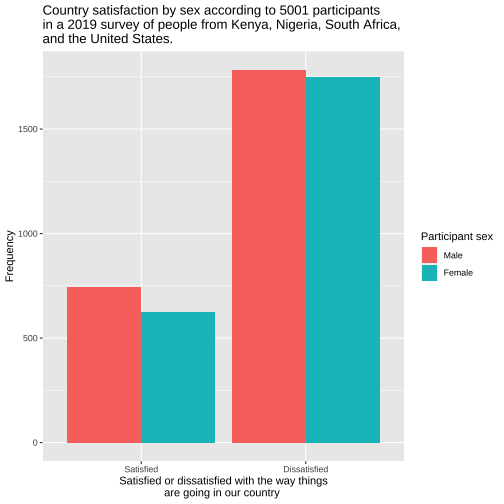 Country satisfaction by sex according to 5001 participants
in a 2019 survey of people from Kenya, Nigeria, South Africa,
and the United States.
1500
1000
500
0
Frequency
Satisfied
Dissatisfied
Satisfied or dissatisfied with the way things
are going in our country
Participant sex
Male
Female